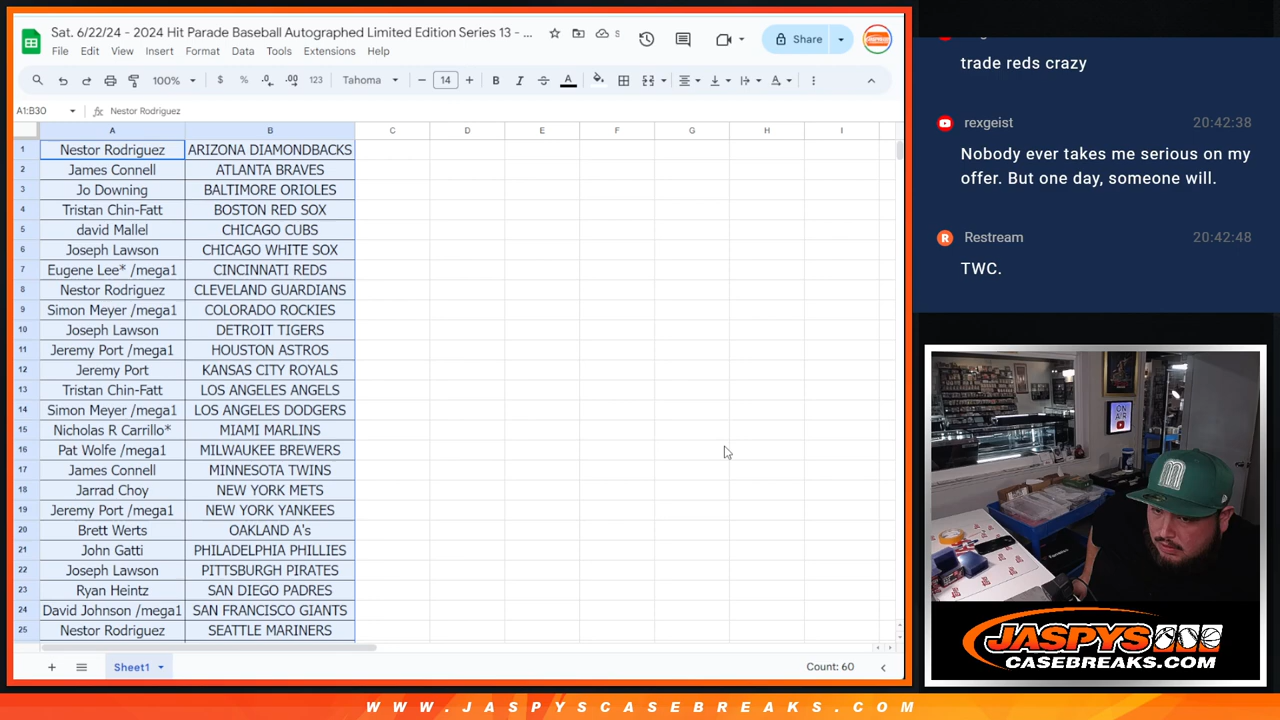 Sat. 6/22/24 - 2024 Hit Parade Baseball Autographed Limited Edition Series 13 - ...
S
Share
File Edit View Insert Format Data Tools Extensions Help
100% $ % .0 .00 123 Tahoma - 14 + B I A
A1:B30 fx Nestor Rodriguez
A B C D E F G H I
1 Nestor Rodriguez ARIZONA DIAMONDBACKS
2 James Connell ATLANTA BRAVES
3 Jo Downing BALTIMORE ORIOLES
4 Tristan Chin-Fatt BOSTON RED SOX
5 david Mallel CHICAGO CUBS
6 Joseph Lawson CHICAGO WHITE SOX
7 Eugene Lee* /mega1 CINCINNATI REDS
8 Nestor Rodriguez CLEVELAND GUARDIANS
9 Simon Meyer /mega1 COLORADO ROCKIES
10 Joseph Lawson DETROIT TIGERS
11 Jeremy Port /mega1 HOUSTON ASTROS
12 Jeremy Port KANSAS CITY ROYALS
13 Tristan Chin-Fatt LOS ANGELES ANGELS
14 Simon Meyer /mega1 LOS ANGELES DODGERS
15 Nicholas R Carrillo* MIAMI MARLINS
16 Pat Wolfe /mega1 MILWAUKEE BREWERS
17 James Connell MINNESOTA TWINS
18 Jarrad Choy NEW YORK METS
19 Jeremy Port /mega1 NEW YORK YANKEES
20 Brett Werts OAKLAND A's
21 John Gatti PHILADELPHIA PHILLIES
22 Joseph Lawson PITTSBURGH PIRATES
23 Ryan Heintz SAN DIEGO PADRES
24 David Johnson /mega1 SAN FRANCISCO GIANTS
25 Nestor Rodriguez SEATTLE MARINERS
Sheet1 Count: 60
trade reds crazy
rexgeist 20:42:38
Nobody ever takes me serious on my
offer. But one day, someone will.
R Restream 20:42:48
TWC.
ON
AIR
JASPYS
CASEBREAKS.COM
WWW.JASPYSCASEBREAKS.COM